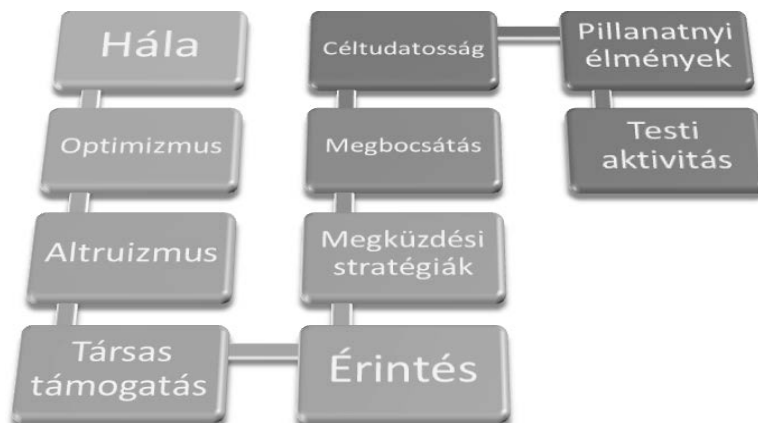 Hála
Optimizmus
Altruizmus
Társas
támogatás
Érintés
Megküzdési
stratégiák
Megbocsátás
Céltudatosság
Pillanatnyi
élmények
Testi
aktivitás